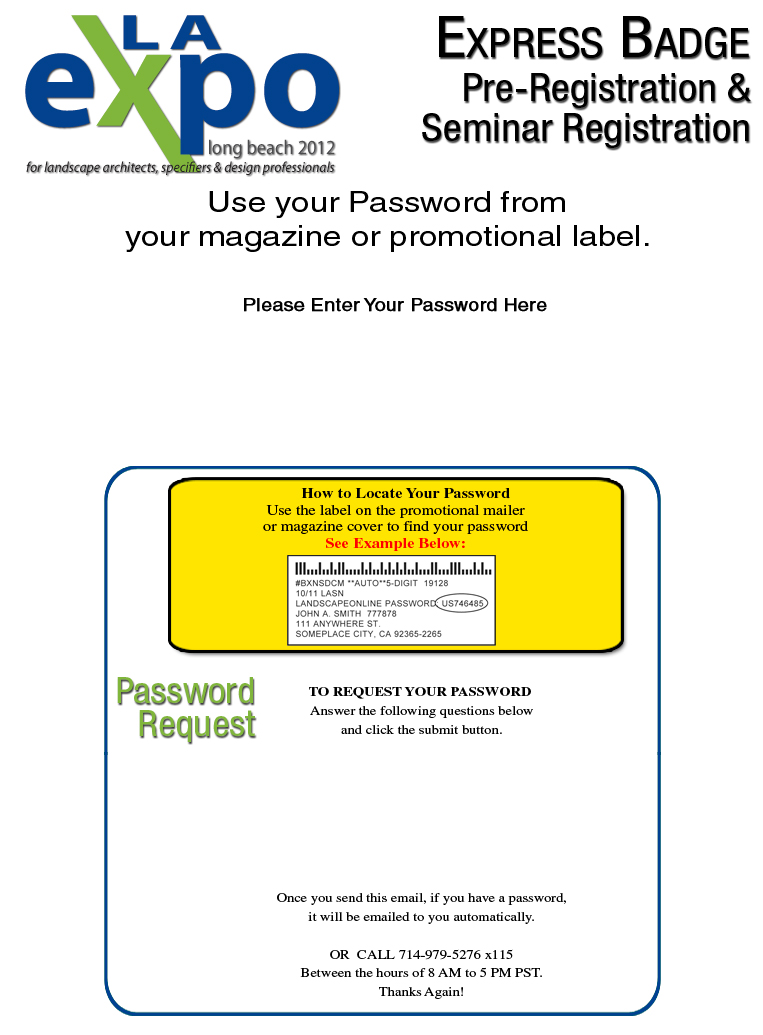 LA
expo
long beach 2012
for landscape architects, specifiers & design professionals
EXPRESS BADGE
Pre-Registration &
Seminar Registration
Use your Password from
your magazine or promotional label.
Please Enter Your Password Here
How to Locate Your Password
Use the label on the promotional mailer
or magazine cover to find your password
See Example Below:
#BXNSDCM **AUTO**5-DIGIT 19128
10/11 LASN
LANDSCAPEONLINE PASSWORD: US746485
JOHN A. SMITH 777878
111 ANYWHERE ST.
SOMEPLACE CITY, CA 92365-2265
Password
Request
TO REQUEST YOUR PASSWORD
Answer the following questions below
and click the submit button.
Once you send this email, if you have a password,
it will be emailed to you automatically.
OR CALL 714-979-5276 x115
Between the hours of 8 AM to 5 PM PST.
Thanks Again!